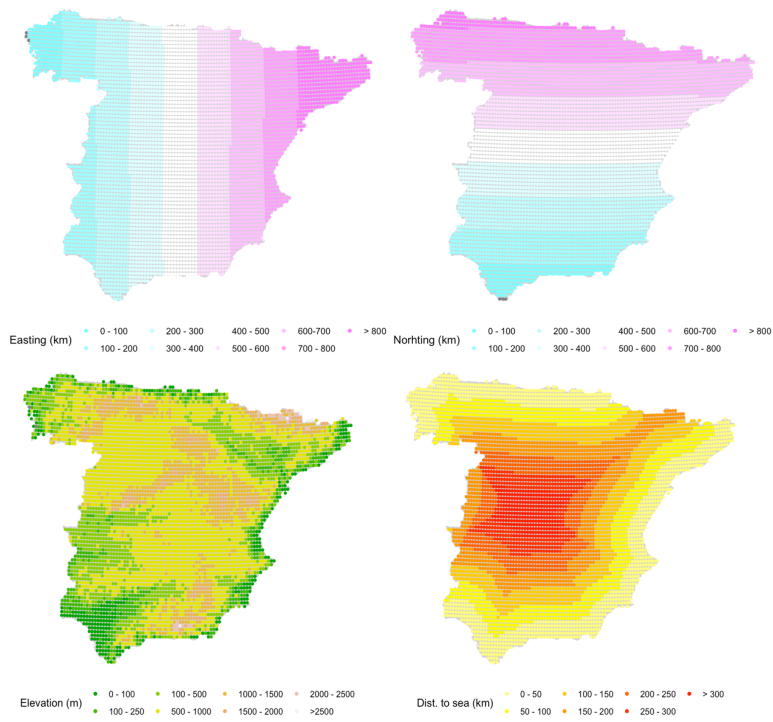 0 - 100 200 - 300 400 - 500 600-700 > 800
Easting (km)
100 - 200 300 - 400 500 - 600 700 - 800
0 - 100 200 - 300 400 - 500 600-700 > 800
Norhting (km)
100 - 200 300 - 400 500 - 600 700 - 800
0 - 100 100 - 500 1000 - 1500 2000 - 2500
Elevation (m)
100 - 250 500 - 1000 1500 - 2000 >2500
0 - 50 100 - 150 200 - 250 > 300
Dist. to sea (km)
50 - 100 150 - 200 250 - 300